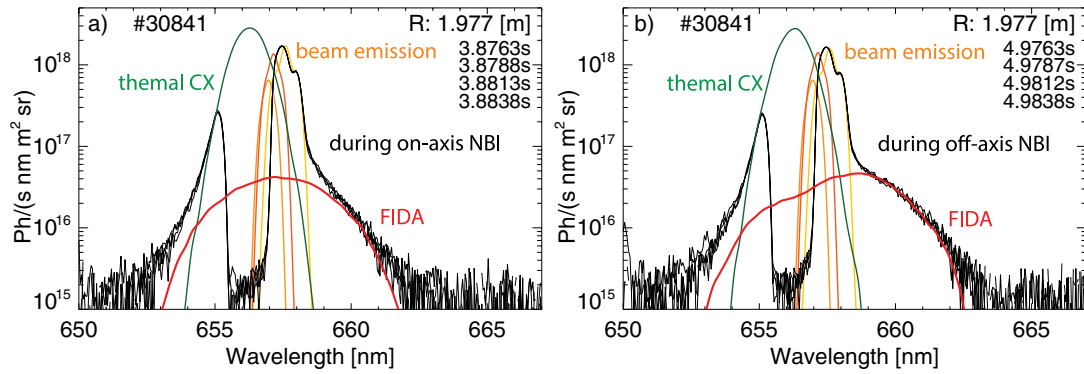 a) #30841 R: 1.977 [m]
3.8763s
3.8788s
3.8813s
3.8838s
beam emission
themal CX
during on-axis NBI
FIDA
Ph/(s nm m² sr)
10¹⁸
10¹⁷
10¹⁶
10¹⁵
650 655 660 665
Wavelength [nm]
b) #30841 R: 1.977 [m]
4.9763s
4.9787s
4.9812s
4.9838s
beam emission
themal CX
during off-axis NBI
FIDA
Ph/(s nm m² sr)
10¹⁸
10¹⁷
10¹⁶
10¹⁵
650 655 660 665
Wavelength [nm]